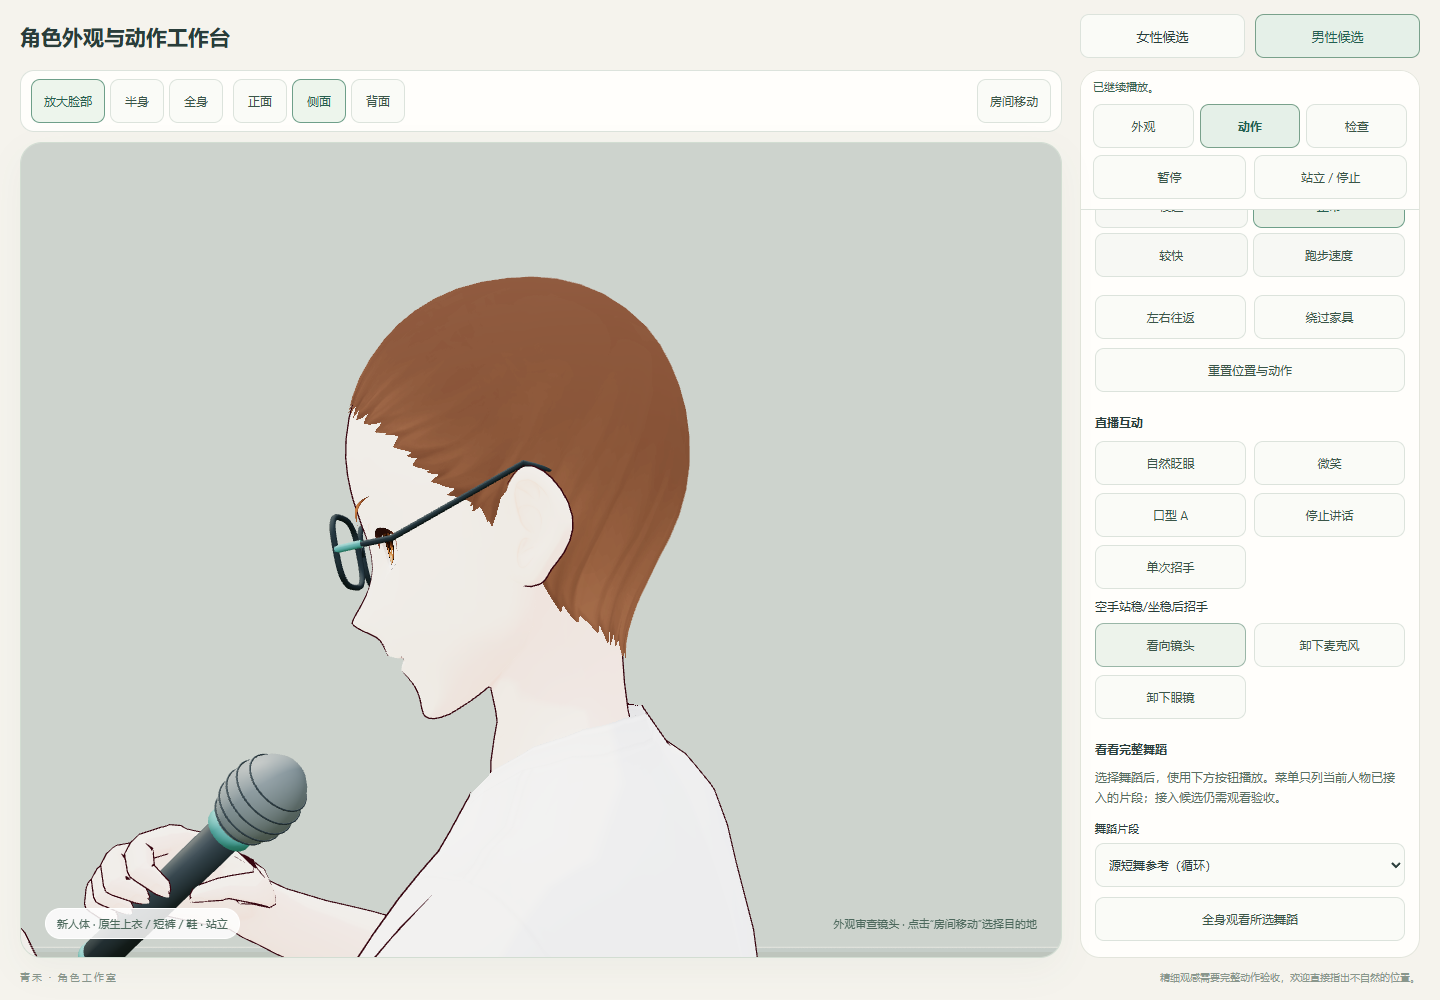 角色外观与动作工作台
女性候选
男性候选
放大脸部
半身
全身
正面
侧面
背面
房间移动
已继续播放。
外观
动作
检查
暂停
站立 / 停止
较快
跑步速度
左右往返
绕过家具
重置位置与动作
直播互动
自然眨眼
微笑
口型 A
停止讲话
单次招手
空手站稳/坐稳后招手
看向镜头
卸下麦克风
卸下眼镜
看看完整舞蹈
选择舞蹈后，使用下方按钮播放。菜单只列当前人物已接
入的片段；接入候选仍需观看验收。
舞蹈片段
源短舞参考（循环）
全身观看所选舞蹈
新人体 · 原生上衣 / 短裤 / 鞋 · 站立
外观审查镜头 · 点击“房间移动”选择目的地
青禾 · 角色工作室
精细观感需要完整动作验收，欢迎直接指出不自然的位置。